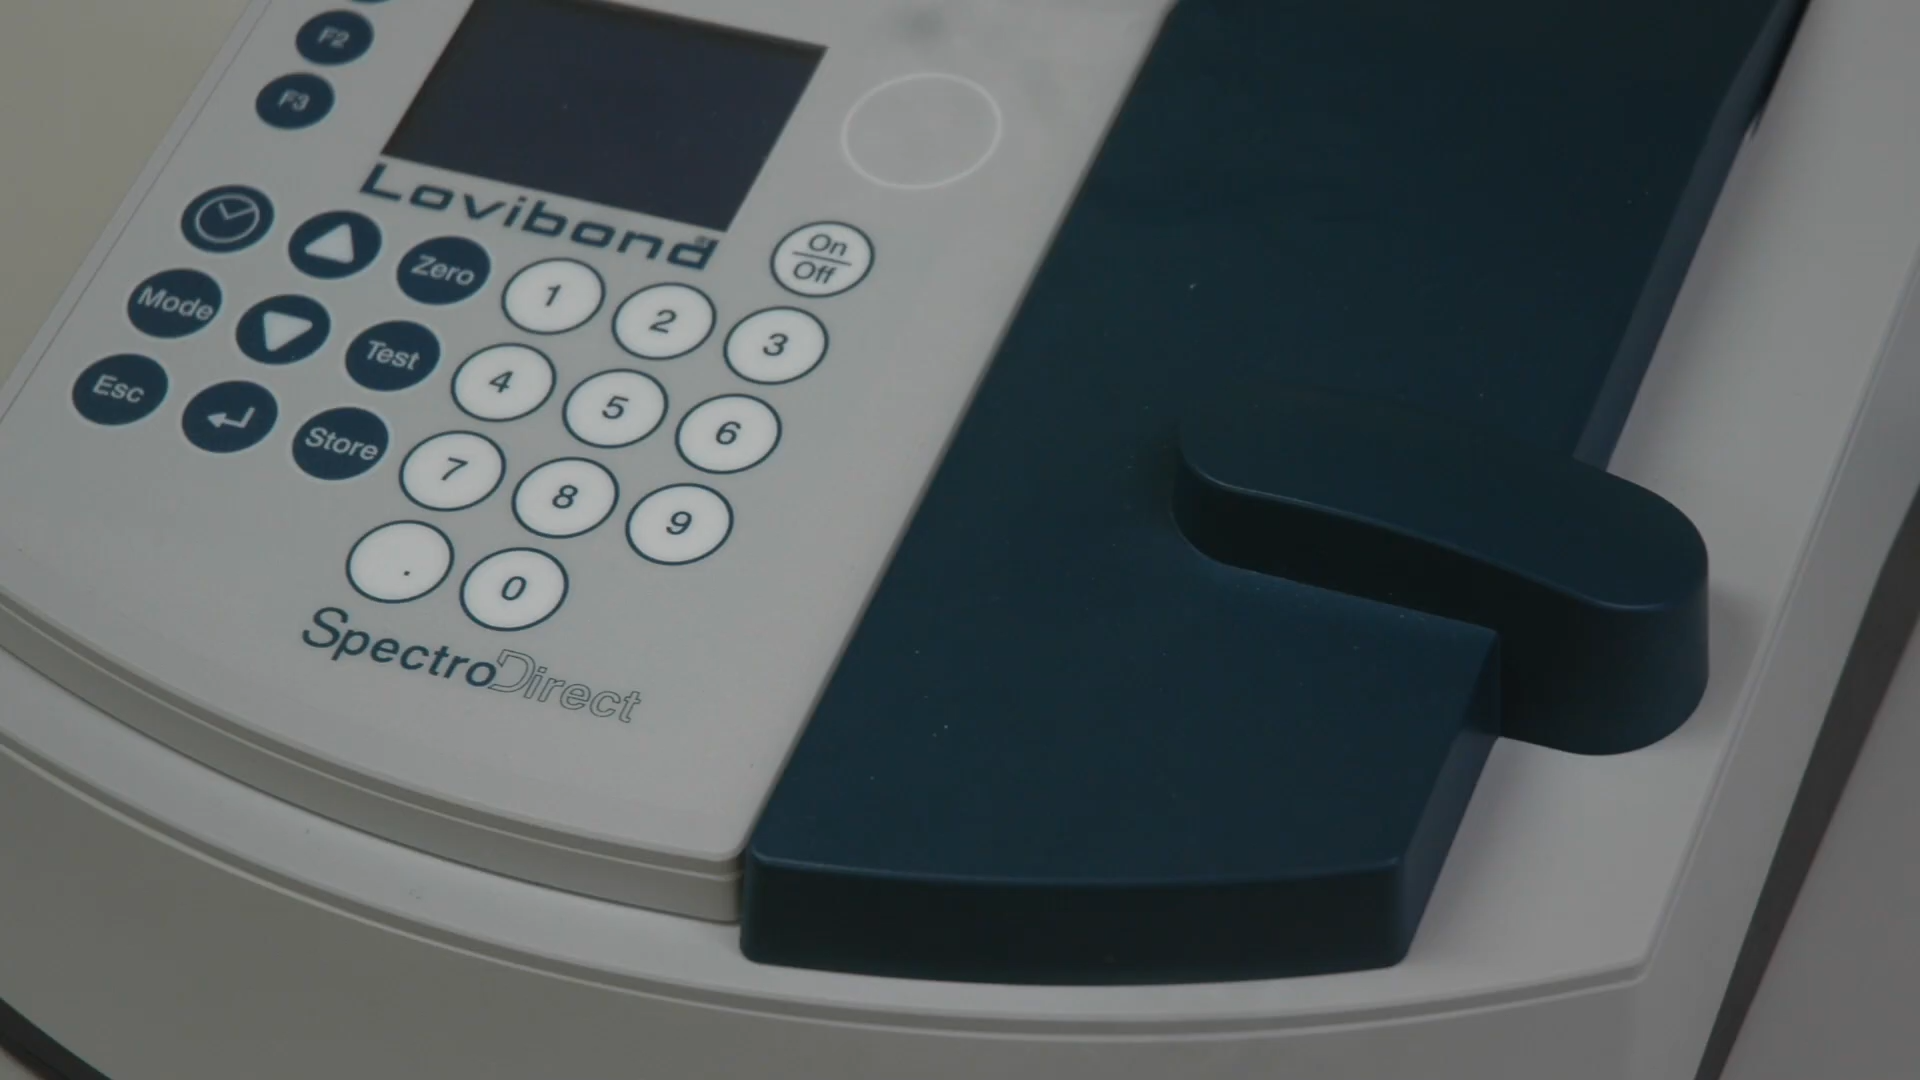 F2
F3
Lovibond®
On
Off
Zero
1
2
3
Mode
Test
4
5
6
Esc
Store
7
8
9
.
0
SpectroDirect